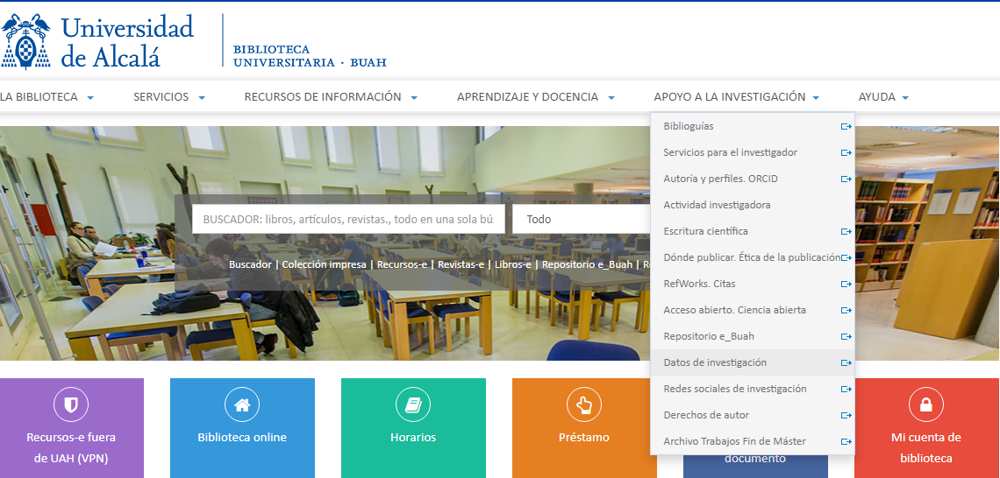 Universidad
de Alcalá
BIBLIOTECA
UNIVERSITARIA · BUAH
LA BIBLIOTECA
SERVICIOS
RECURSOS DE INFORMACIÓN
APRENDIZAJE Y DOCENCIA
APOYO A LA INVESTIGACIÓN
AYUDA
Biblioguías
Servicios para el investigador
Autoría y perfiles. ORCID
Actividad investigadora
Escritura científica
Dónde publicar. Ética de la publicación
RefWorks. Citas
Acceso abierto. Ciencia abierta
Repositorio e_Buah
Datos de investigación
Redes sociales de investigación
Derechos de autor
Archivo Trabajos Fin de Máster
BUSCADOR: libros, artículos, revistas., todo en una sola bús
Todo
Buscador | Colección impresa | Recursos-e | Revistas-e | Libros-e | Repositorio e_Buah |
Recursos-e fuera
de UAH (VPN)
Biblioteca online
Horarios
Préstamo
documento
Mi cuenta de
biblioteca